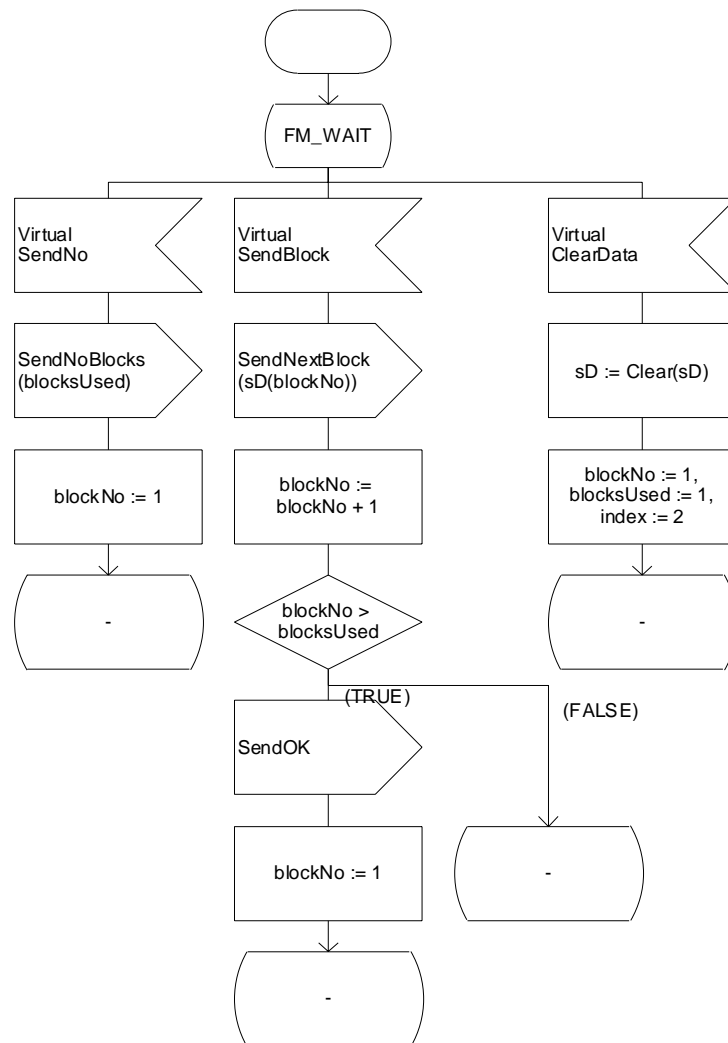 FM_WAIT
Virtual
SendNo
Virtual
SendBlock
Virtual
ClearData
SendNoBlocks
(blocksUsed)
SendNextBlock
(sD(blockNo))
sD := Clear(sD)
blockNo := 1
blockNo :=
blockNo + 1
blockNo := 1,
blocksUsed := 1,
index := 2
-
blockNo >
blocksUsed
-
(TRUE)
(FALSE)
SendOK
blockNo := 1
-
-